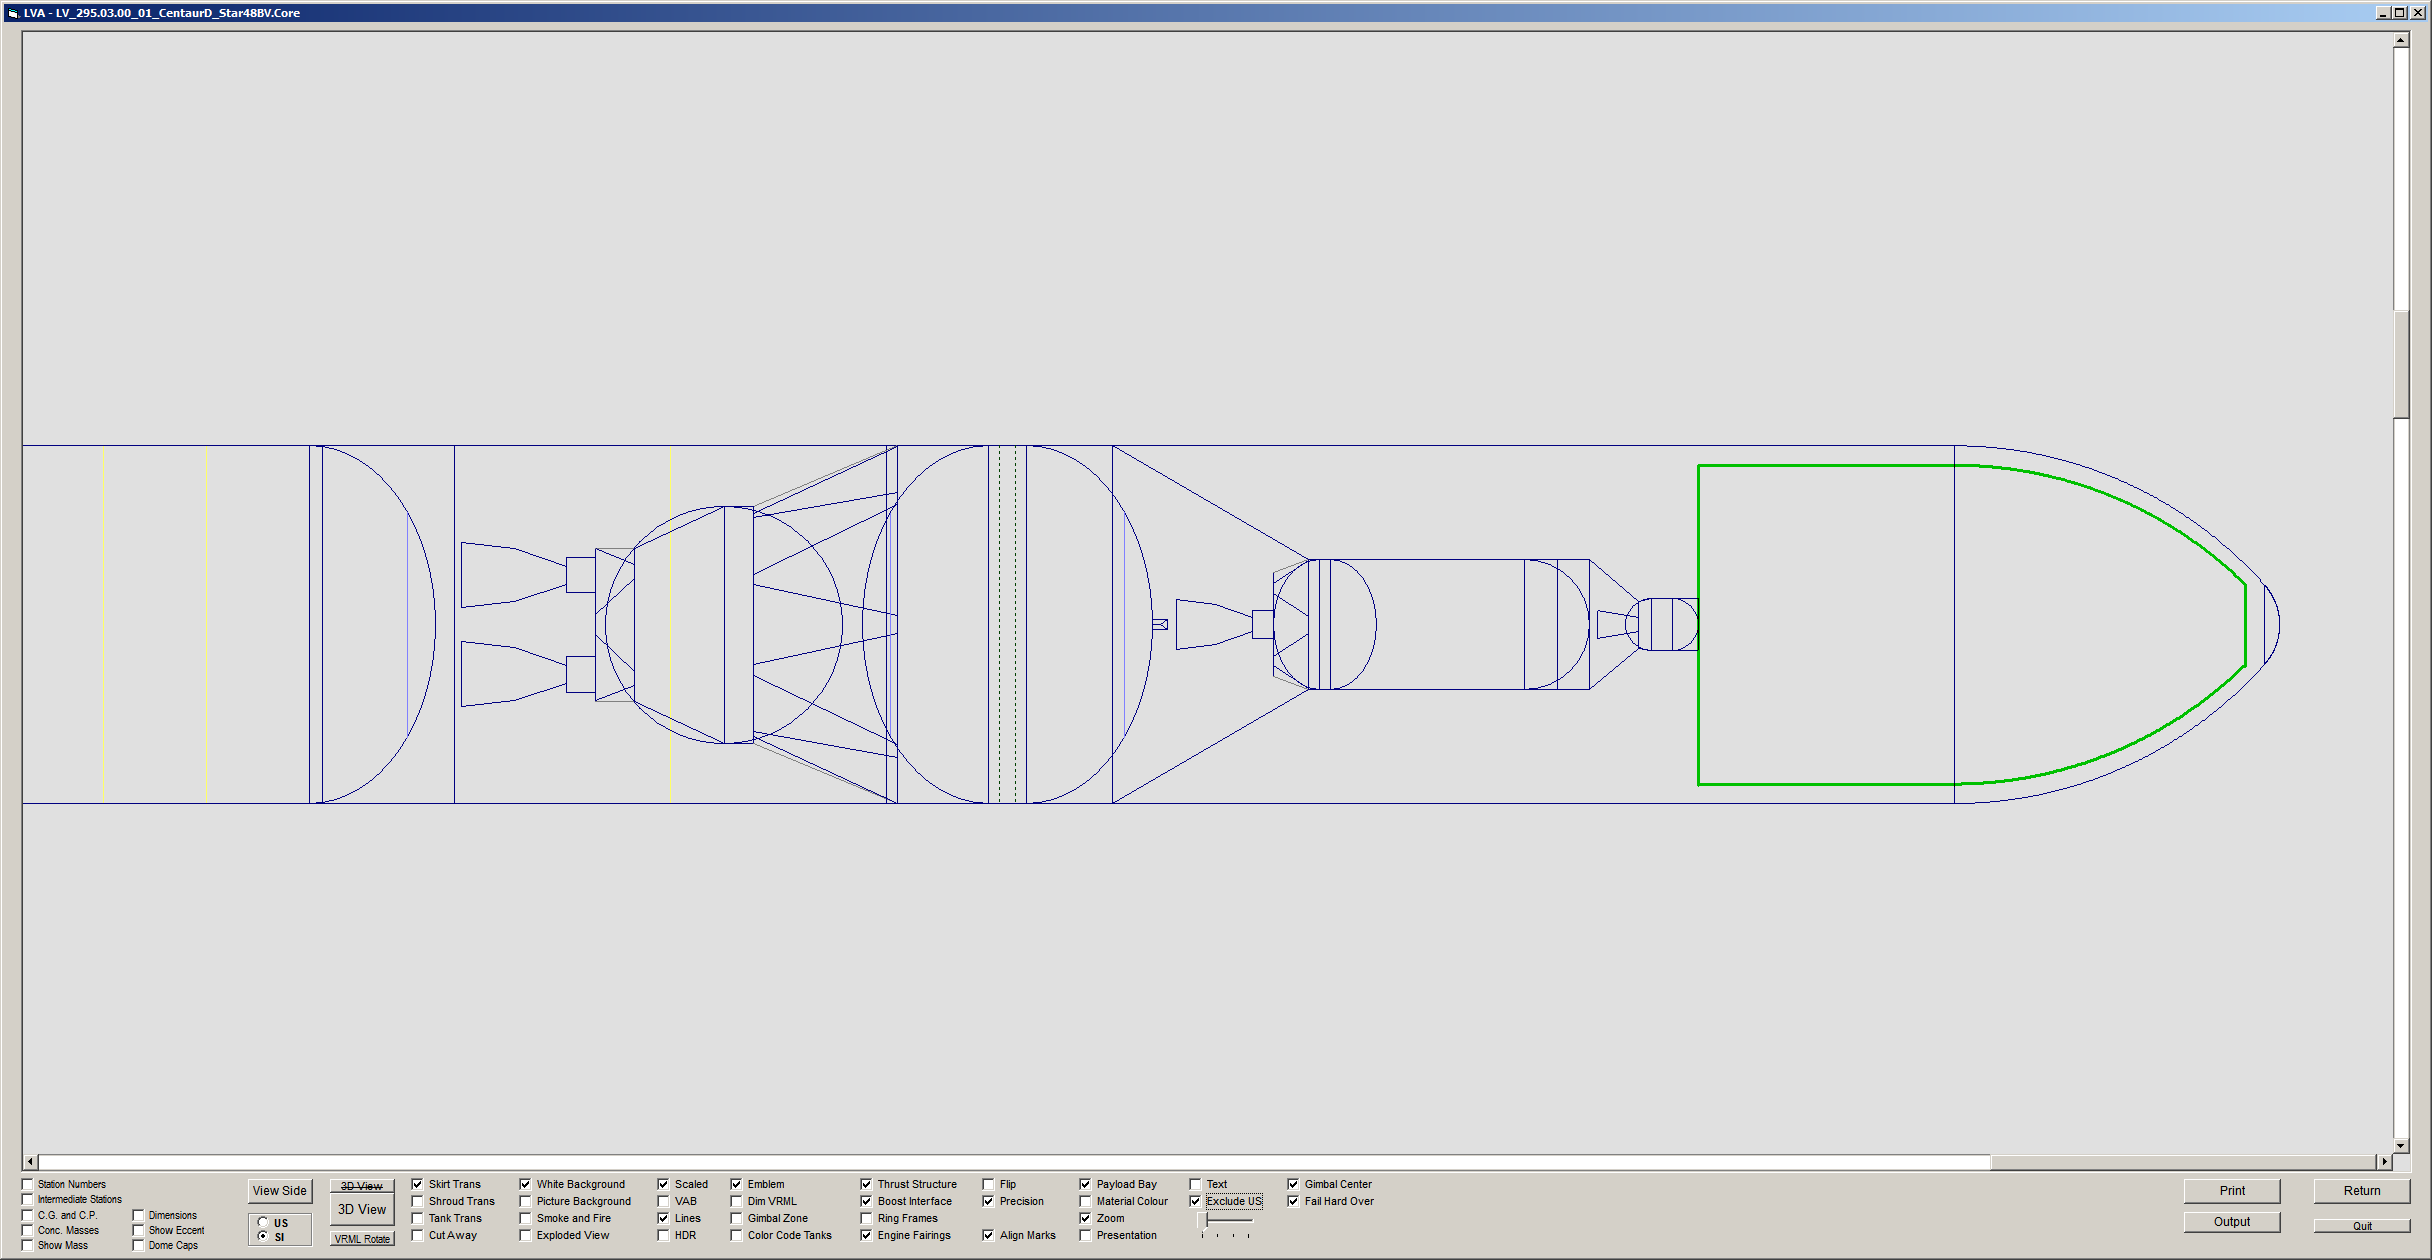 LVA - LV_295.03.00_01_CentaurD_Star48BV.Core
Station Numbers
Intermediate Stations
C.G. and C.P.
Conc. Masses
Show Mass
Dimensions
Show Eccent
Dome Caps
View Side
US
SI
3D View
3D View
VRML Rotate
Skirt Trans
Shroud Trans
Tank Trans
Cut Away
White Background
Picture Background
Smoke and Fire
Exploded View
Scaled
VAB
Lines
HDR
Emblem
Dim VRML
Gimbal Zone
Color Code Tanks
Thrust Structure
Boost Interface
Ring Frames
Engine Fairings
Flip
Precision
Align Marks
Payload Bay
Material Colour
Zoom
Presentation
Text
Exclude US
Gimbal Center
Fail Hard Over
Print
Output
Return
Quit